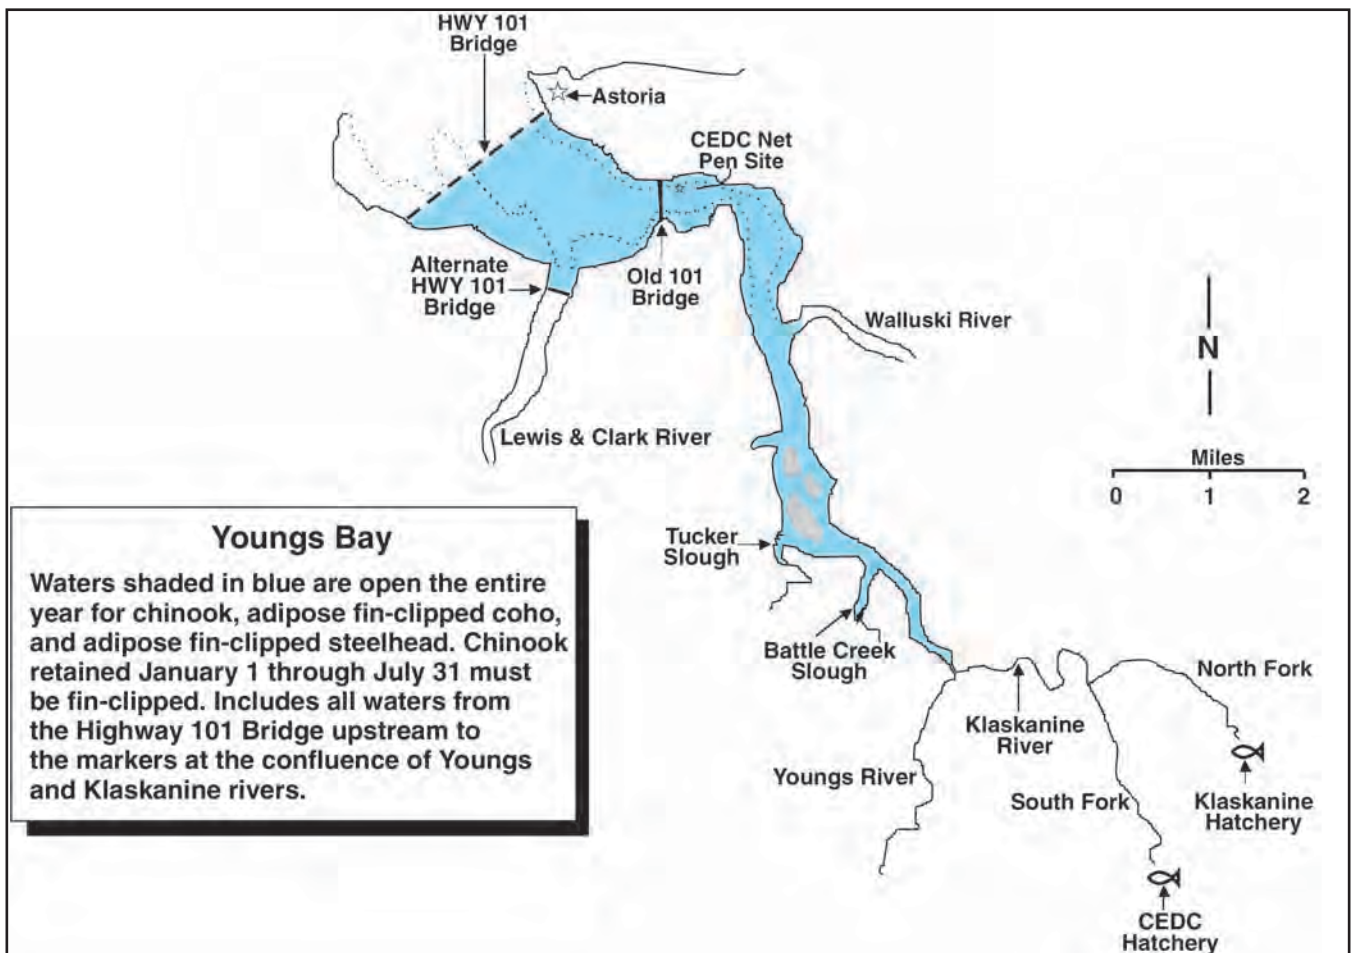 HWY 101
Bridge
Astoria
CEDC Net
Pen Site
Alternate
HWY 101
Bridge
Old 101
Bridge
Walluski River
N
Lewis & Clark River
Miles
0 1 2
Youngs Bay
Waters shaded in blue are open the entire
year for chinook, adipose fin-clipped coho,
and adipose fin-clipped steelhead. Chinook
retained January 1 through July 31 must
be fin-clipped. Includes all waters from
the Highway 101 Bridge upstream to
the markers at the confluence of Youngs
and Klaskanine rivers.
Tucker
Slough
Battle Creek
Slough
North Fork
Klaskanine
River
Youngs River
South Fork
Klaskanine
Hatchery
CEDC
Hatchery